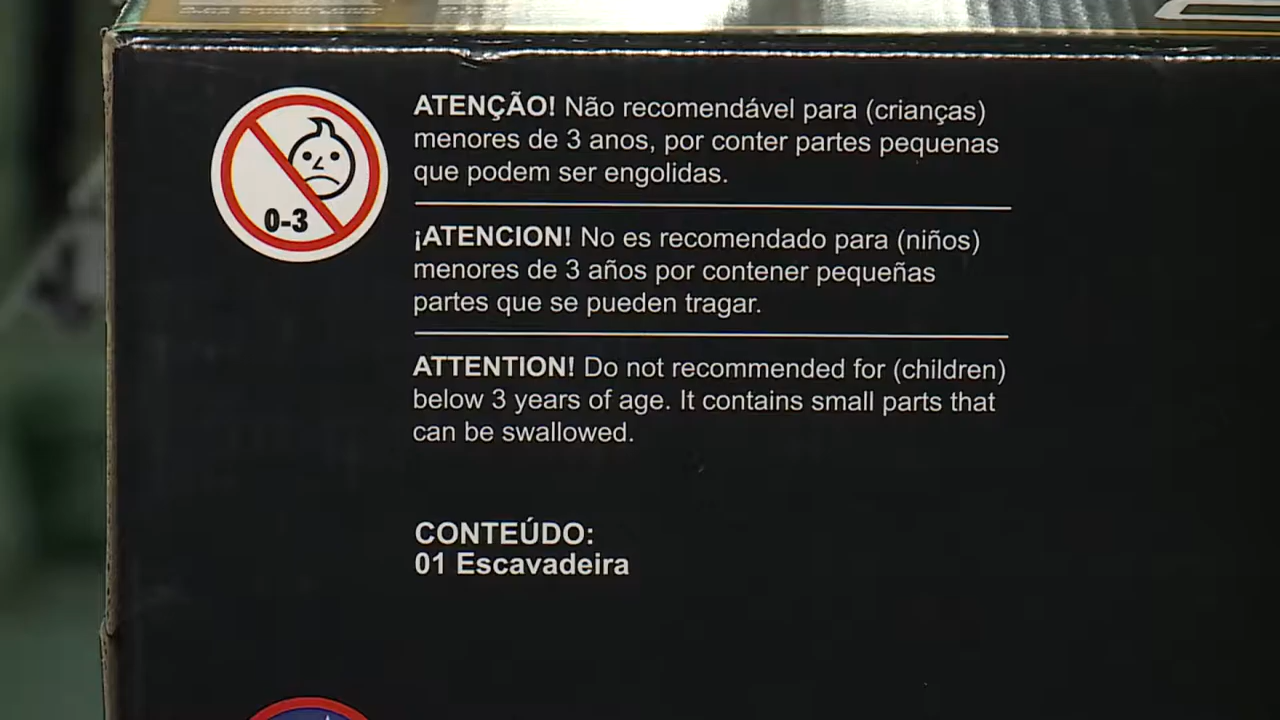 ATENÇÃO! Não recomendável para (crianças)
menores de 3 anos, por conter partes pequenas
que podem ser engolidas.
0-3
¡ATENCION! No es recomendado para (niños)
menores de 3 años por contener pequeñas
partes que se pueden tragar.
ATTENTION! Do not recommended for (children)
below 3 years of age. It contains small parts that
can be swallowed.
CONTEÚDO:
01 Escavadeira